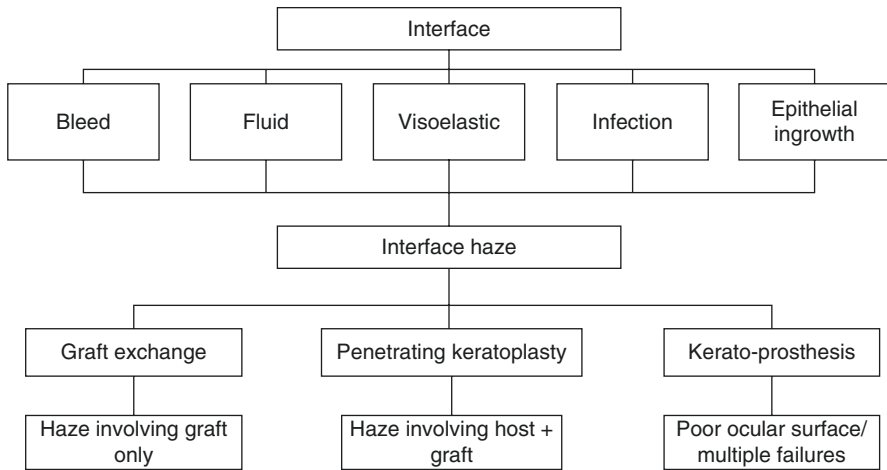 Interface
Bleed
Fluid
Visoelastic
Infection
Epithelial
ingrowth
Interface haze
Graft exchange
Penetrating keratoplasty
Kerato-prosthesis
Haze involving graft
only
Haze involving host +
graft
Poor ocular surface/
multiple failures